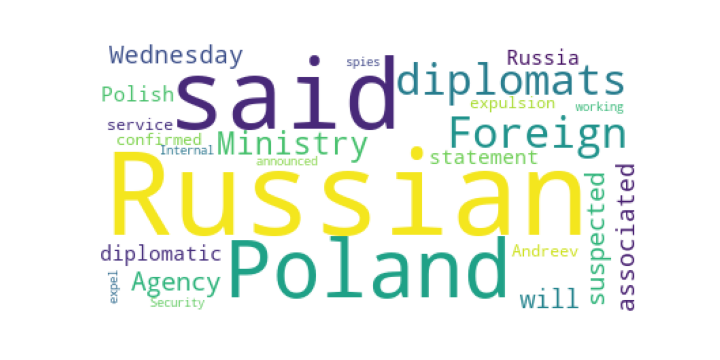 Wednesday
said
spies
diplomats
Russia
Polish
expulsion
working
service
confirmed
Internal
Ministry
Foreign
announced
statement
Russian
suspected
associated
diplomatic
Poland
Andreev
expel
Agency
Security
will